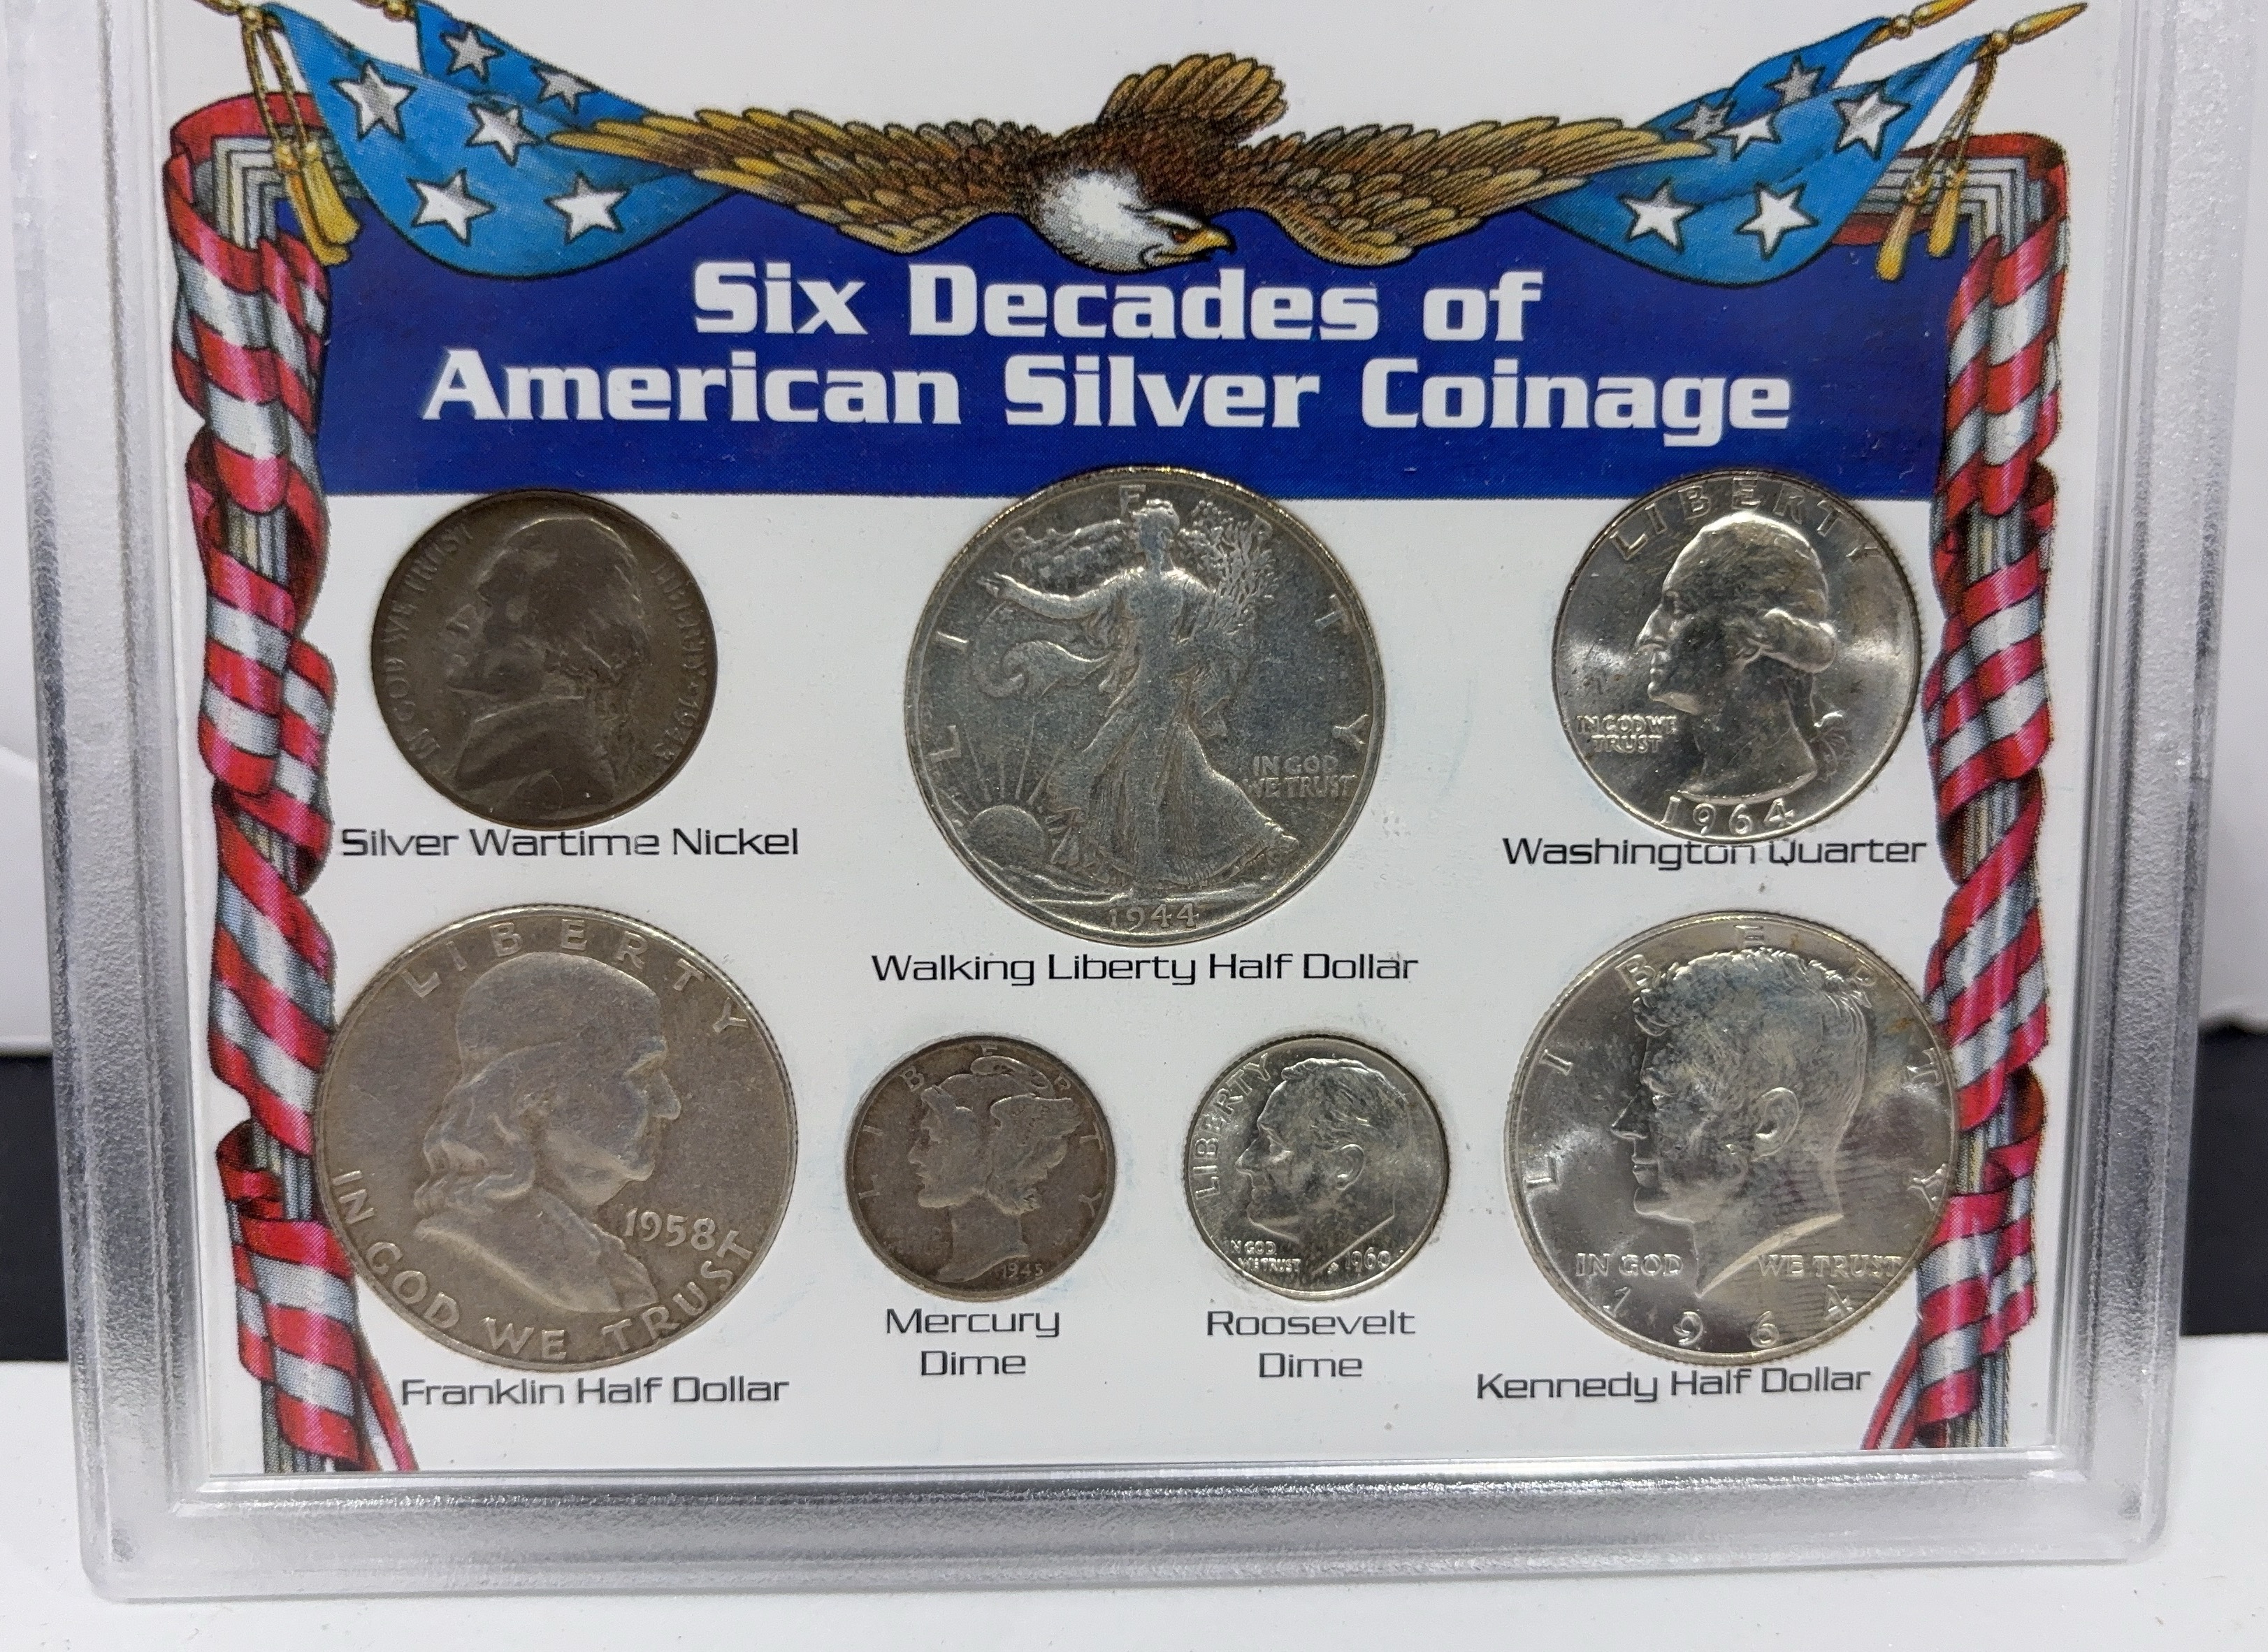 Six Decades of
American Silver Coinage
IN GOD WE TRUST
LIBERTY · 1943
Silver Wartime Nickel
LIBERTY
IN GOD
WE TRUST
1944
Walking Liberty Half Dollar
LIBERTY
IN GOD WE
TRUST
1964
Washington Quarter
LIBERTY
1958
IN GOD WE TRUST
Franklin Half Dollar
LIBERTY
1945
Mercury
Dime
LIBERTY
IN GOD
WE TRUST
1960
Roosevelt
Dime
LIBERTY
IN GOD WE TRUST
1964
Kennedy Half Dollar